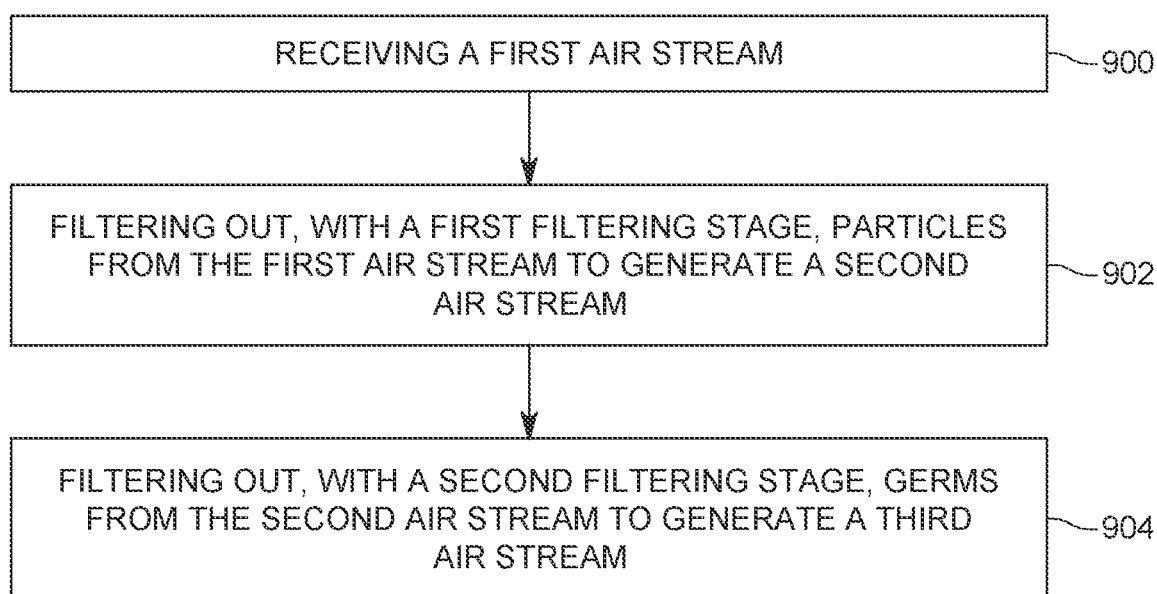 RECEIVING A FIRST AIR STREAM
900
FILTERING OUT, WITH A FIRST FILTERING STAGE, PARTICLES
FROM THE FIRST AIR STREAM TO GENERATE A SECOND
AIR STREAM
902
FILTERING OUT, WITH A SECOND FILTERING STAGE, GERMS
FROM THE SECOND AIR STREAM TO GENERATE A THIRD
AIR STREAM
904